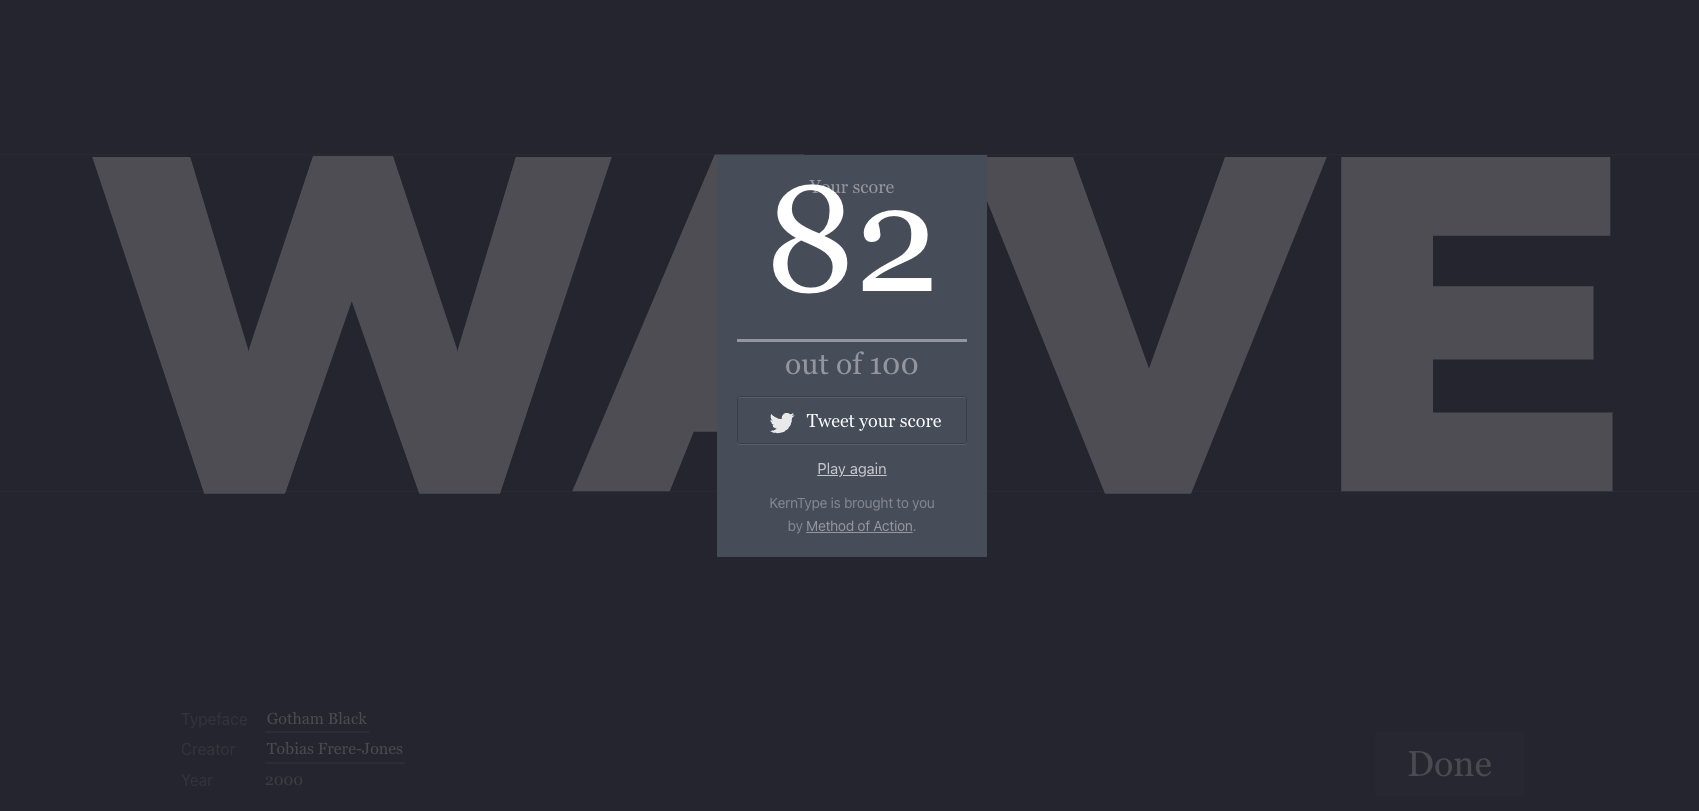 WAVE
Your score
82
out of 100
Tweet your score
Play again
KernType is brought to you
by Method of Action.
Typeface Gotham Black
Creator Tobias Frere-Jones
Year 2000
Done